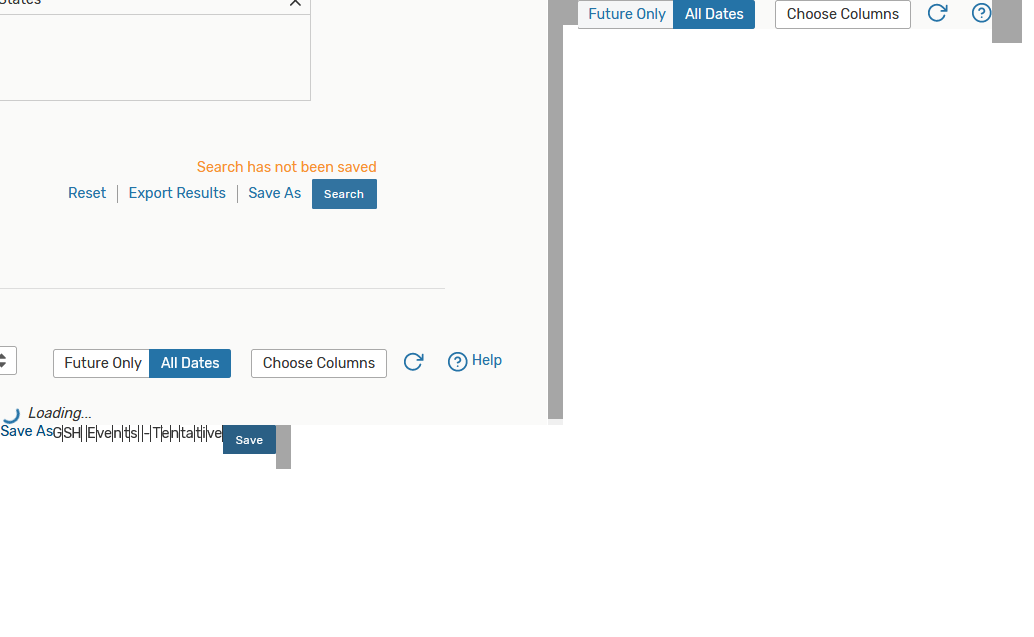 States
Future Only All Dates Choose Columns
Search has not been saved
Reset Export Results Save As Search
Future Only All Dates Choose Columns Help
Loading...
Save As GSH Events - Tentative Save